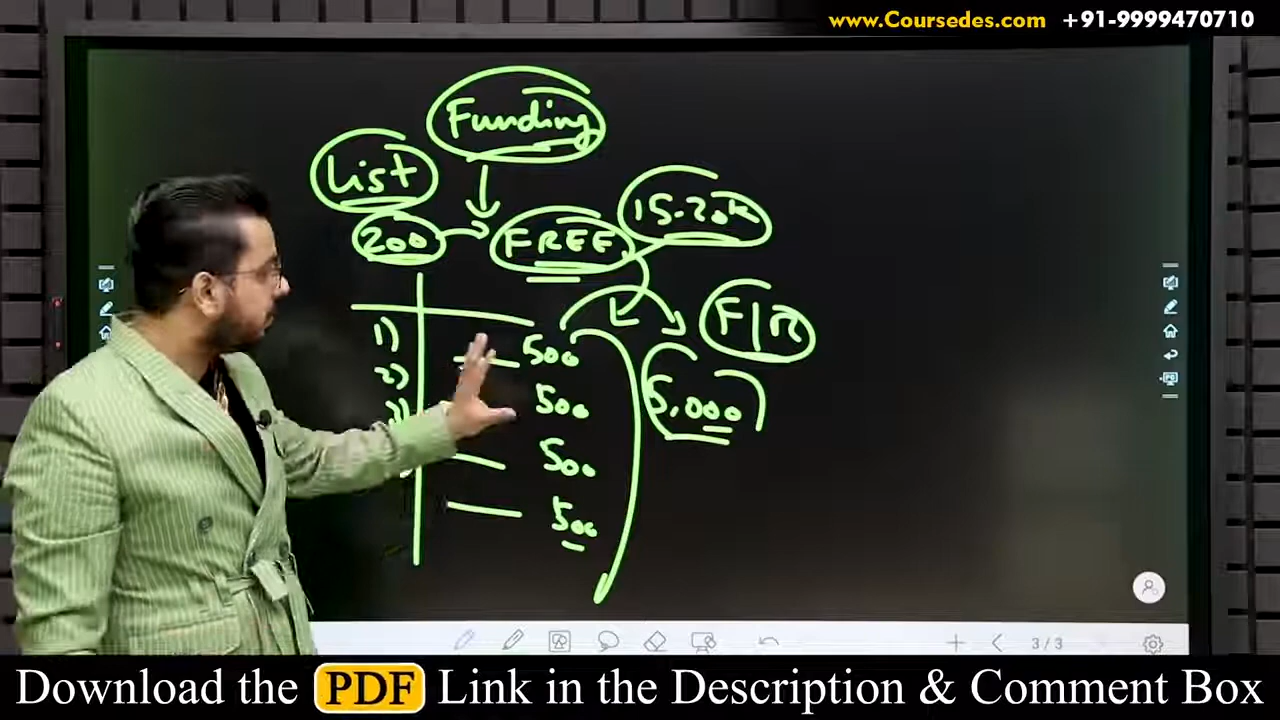 www.Coursedes.com +91-9999470710
Funding
List
200 FREE 15-20K
F/R
1) 500
2) 500 5,000
3)
500
500
3/3
Download the PDF Link in the Description & Comment Box